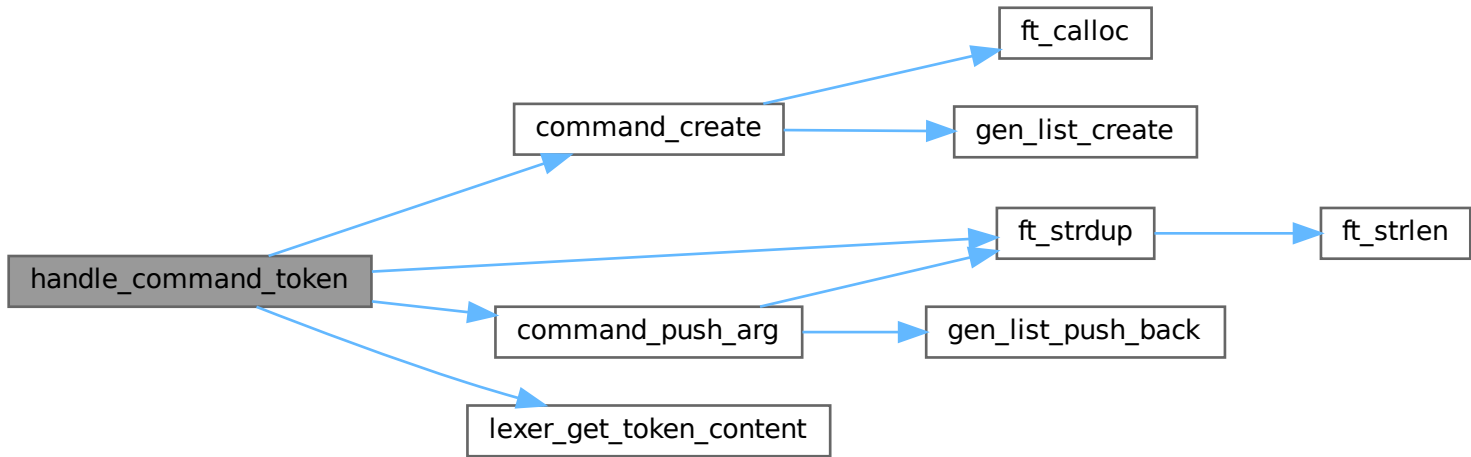 ft_calloc
command_create
gen_list_create
ft_strdup
ft_strlen
handle_command_token
command_push_arg
gen_list_push_back
lexer_get_token_content